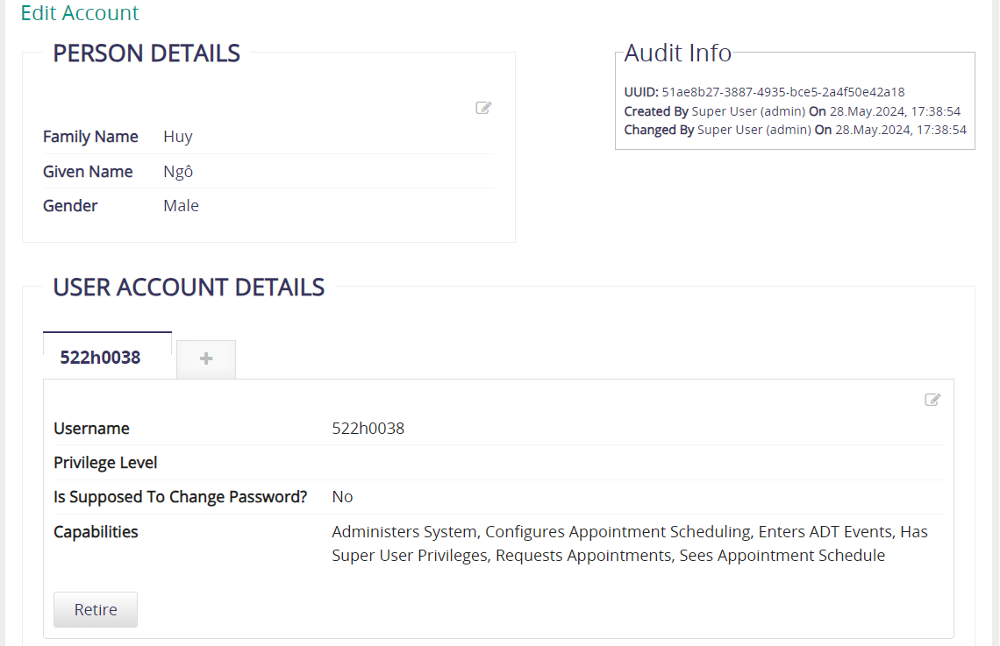 Edit Account
PERSON DETAILS
Family Name Huy
Given Name Ngô
Gender Male
Audit Info
UUID: 51ae8b27-3887-4935-bce5-2a4f50e42a18
Created By Super User (admin) On 28.May.2024, 17:38:54
Changed By Super User (admin) On 28.May.2024, 17:38:54
USER ACCOUNT DETAILS
522h0038 +
Username 522h0038
Privilege Level
Is Supposed To Change Password? No
Capabilities Administers System, Configures Appointment Scheduling, Enters ADT Events, Has
Super User Privileges, Requests Appointments, Sees Appointment Schedule
Retire